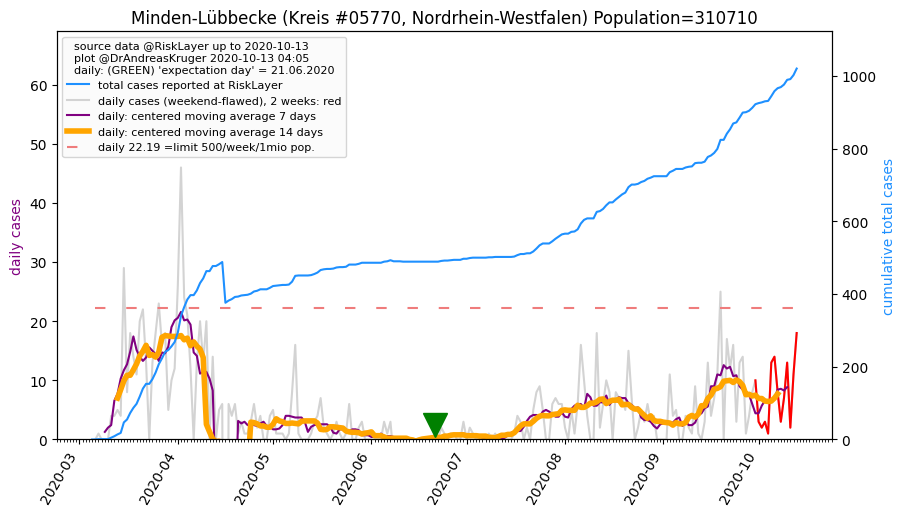 Minden-Lübbecke (Kreis #05770, Nordrhein-Westfalen) Population=310710
source data @RiskLayer up to 2020-10-13
plot @DrAndreasKruger 2020-10-13 04:05
daily: (GREEN) 'expectation day' = 21.06.2020
total cases reported at RiskLayer
daily cases (weekend-flawed), 2 weeks: red
daily: centered moving average 7 days
daily: centered moving average 14 days
daily 22.19 =limit 500/week/1mio pop.
daily cases
60
50
40
30
20
10
0
cumulative total cases
1000
800
600
400
200
0
2020-03
2020-04
2020-05
2020-06
2020-07
2020-08
2020-09
2020-10